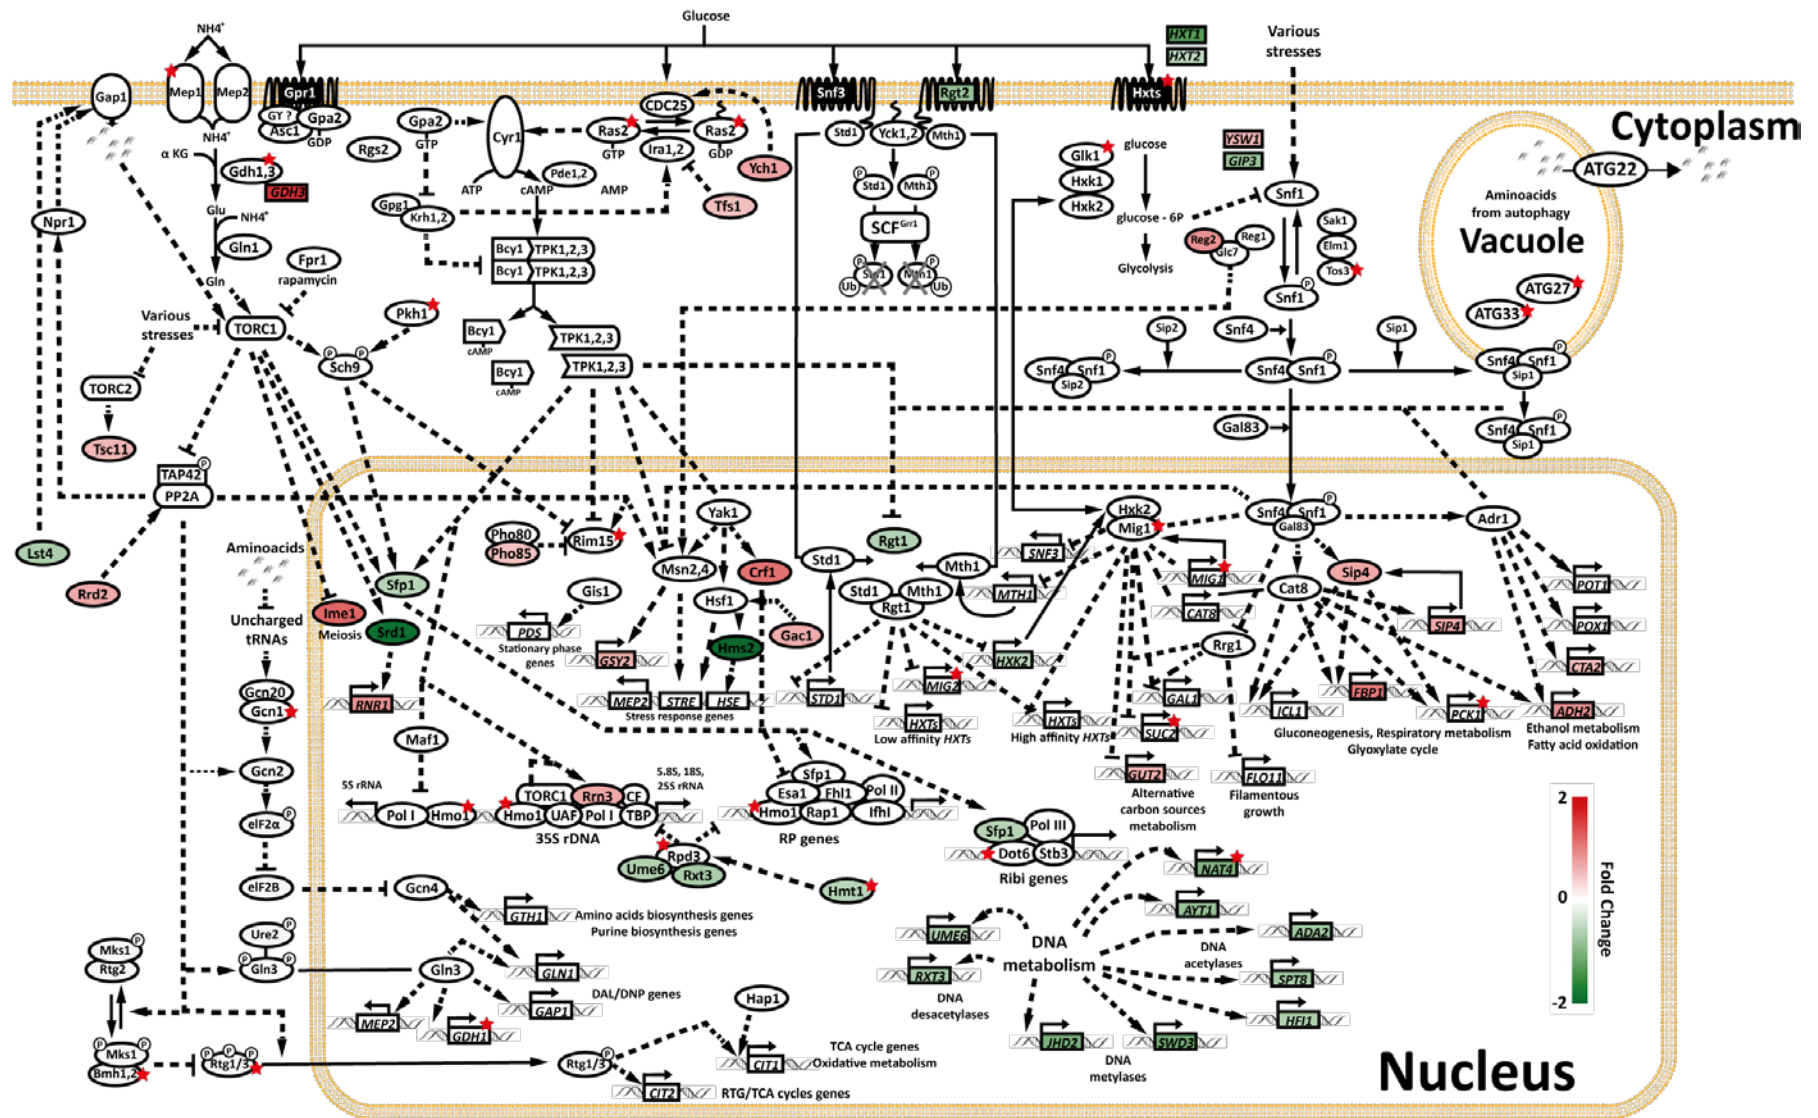 Glucose
NH4+
HXT1
HXT2
Various
stresses
Gap1
Mep1
Mep2
Gpr1
Snf3
Rgt2
Hxts
GY ?
Gpa2
Asc1
GDP
NH4+
Gpa2
GTP
Cyr1
CDC25
Ras2
GTP
Ras2
GDP
Ira1,2
Rgs2
Std1
Yck1,2
Mth1
Cytoplasm
YSW1
GIP3
glucose
Glk1
Hxk1
Hxk2
ATG22
α KG
Gdh1,3
GDH3
Pde1,2
ATP
cAMP
AMP
Ych1
Tfs1
P
Std1
Mth1
P
Snf1
Aminoacids
from autophagy
Vacuole
Npr1
Glu
NH4+
Gln1
Gln
Gpg1
Krh1,2
SCFGrr1
glucose - 6P
Reg2
Reg1
Glc7
Sak1
Elm1
Tos3
Fpr1
rapamycin
Bcy1
TPK1,2,3
Bcy1
TPK1,2,3
P
Std1
Ub
Mth1
P
Ub
Glycolysis
Snf1
P
ATG27
ATG33
Various
stresses
TORC1
Pkh1
Bcy1
cAMP
TPK1,2,3
TPK1,2,3
Bcy1
cAMP
Sip2
Snf4
Sip1
P
P
Sch9
Snf4
Snf1
P
Sip2
Snf4
Snf1
P
Snf4
Snf1
P
Sip1
TORC2
Tsc11
Gal83
Snf4
Snf1
P
Sip1
TAP42
P
PP2A
Lst4
Rrd2
Aminoacids
Uncharged
tRNAs
Pho80
Pho85
Rim15
Yak1
Rgt1
Hxk2
Mig1
Snf4
Snf1
P
Gal83
Adr1
Sfp1
Ime1
Meiosis
Srd1
Gis1
Msn2,4
Crf1
Std1
Mth1
SNF3
MTH1
MIG1
CAT8
Cat8
Sip4
POT1
Hsf1
Gac1
Std1
Mth1
Rgt1
SIP4
POX1
PDS
Stationary phase
genes
Hms2
GSY2
HXK2
Rrg1
CTA2
Gcn20
Gcn1
RNR1
MEP2
STRE
HSE
Stress response genes
STD1
MIG2
HXTs
Low affinity HXTs
HXTs
High affinity HXTs
GAL1
SUC2
ICL1
FBP1
PCK1
ADH2
Gluconeogenesis, Respiratory metabolism
Glyoxylate cycle
Ethanol metabolism
Fatty acid oxidation
Maf1
Gcn2
GUT2
Alternative
carbon sources
metabolism
FLO11
Filamentous
growth
eIF2α
P
5S rRNA
Pol I
Hmo1
TORC1
Rrn3
CF
Hmo1
UAF
Pol I
TBP
35S rDNA
5.8S, 18S,
25S rRNA
Sfp1
Esa1
Fhl1
Pol II
Hmo1
Rap1
Ifhl
RP genes
2
0
-2
Fold Change
Sfp1
Pol III
Dot6
Stb3
Ribi genes
Rpd3
Ume6
Rxt3
Hmt1
NAT4
eIF2B
Gcn4
GTH1
Amino acids biosynthesis genes
Purine biosynthesis genes
AYT1
UME6
ADA2
DNA
acetylases
Ure2
P
P
Gln3
P
Gln3
GLN1
DAL/DNP genes
DNA
metabolism
RXT3
DNA
desacetylases
SPT8
Mks1
P
Rtg2
MEP2
GDH1
GAP1
Hap1
HFI1
JHD2
SWD3
DNA
metylases
P
P
Mks1
Bmh1,2
P
P
P
Rtg1/3
Rtg1/3
P
CIT1
TCA cycle genes
Oxidative metabolism
CIT2
RTG/TCA cycles genes
Nucleus